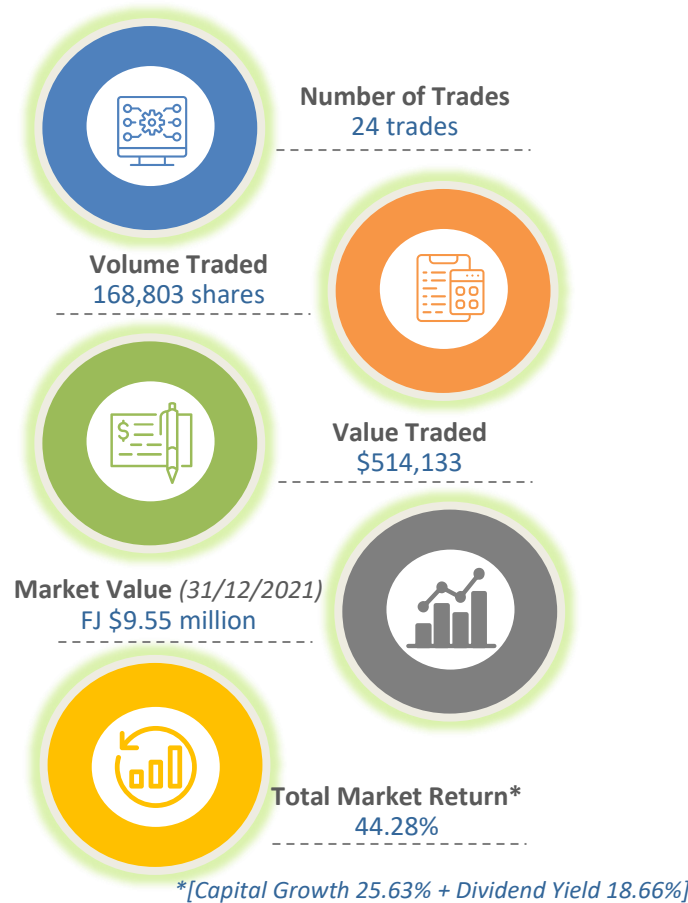 Number of Trades
24 trades
Volume Traded
168,803 shares
$
Value Traded
$514,133
Market Value (31/12/2021)
FJ $9.55 million
Total Market Return*
44.28%
*[Capital Growth 25.63% + Dividend Yield 18.66%]